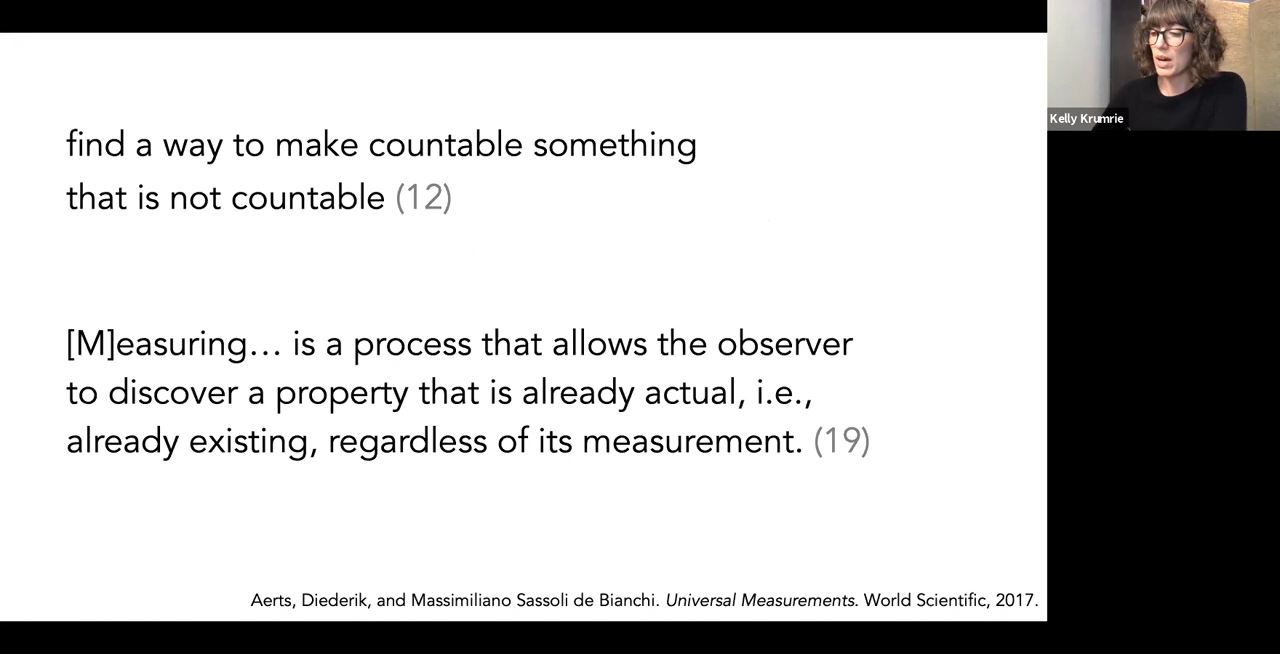 find a way to make countable something
that is not countable (12)
[M]easuring… is a process that allows the observer
to discover a property that is already actual, i.e.,
already existing, regardless of its measurement. (19)
Aerts, Diederik, and Massimiliano Sassoli de Bianchi. Universal Measurements. World Scientific, 2017.
Kelly Krumrie